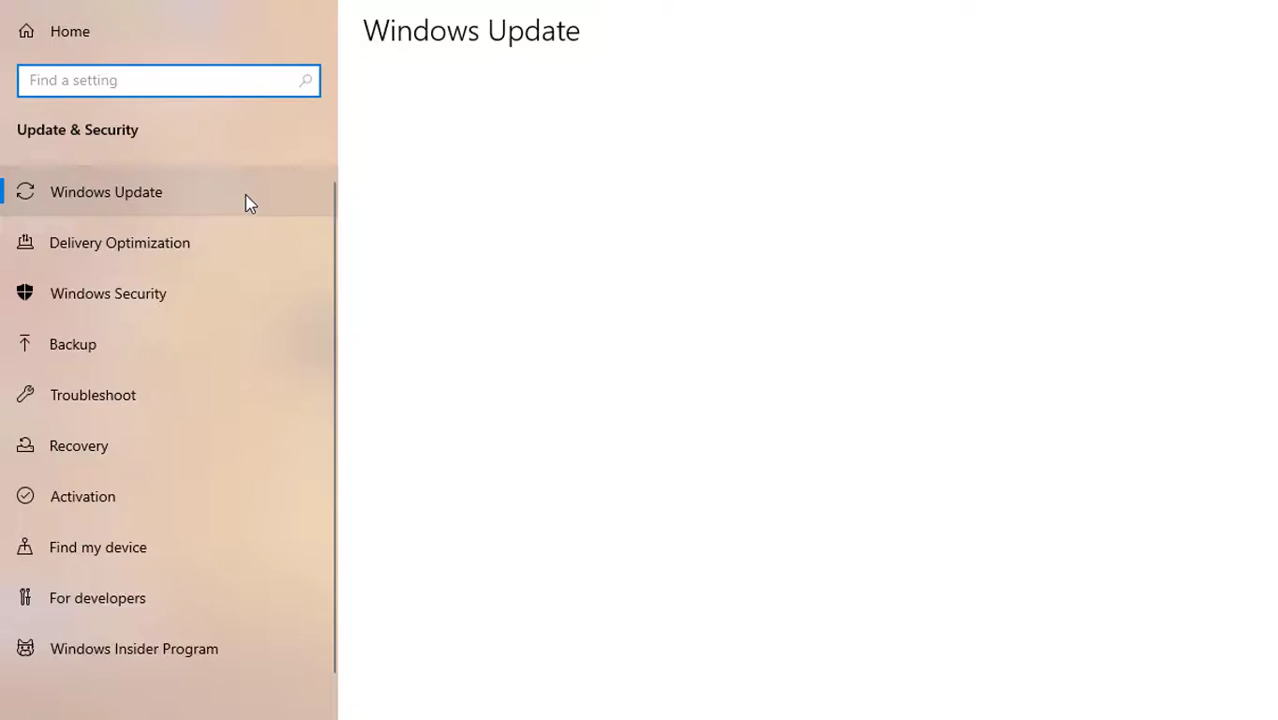 Home
Find a setting
Update & Security
Windows Update
Delivery Optimization
Windows Security
Backup
Troubleshoot
Recovery
Activation
Find my device
For developers
Windows Insider Program
Windows Update